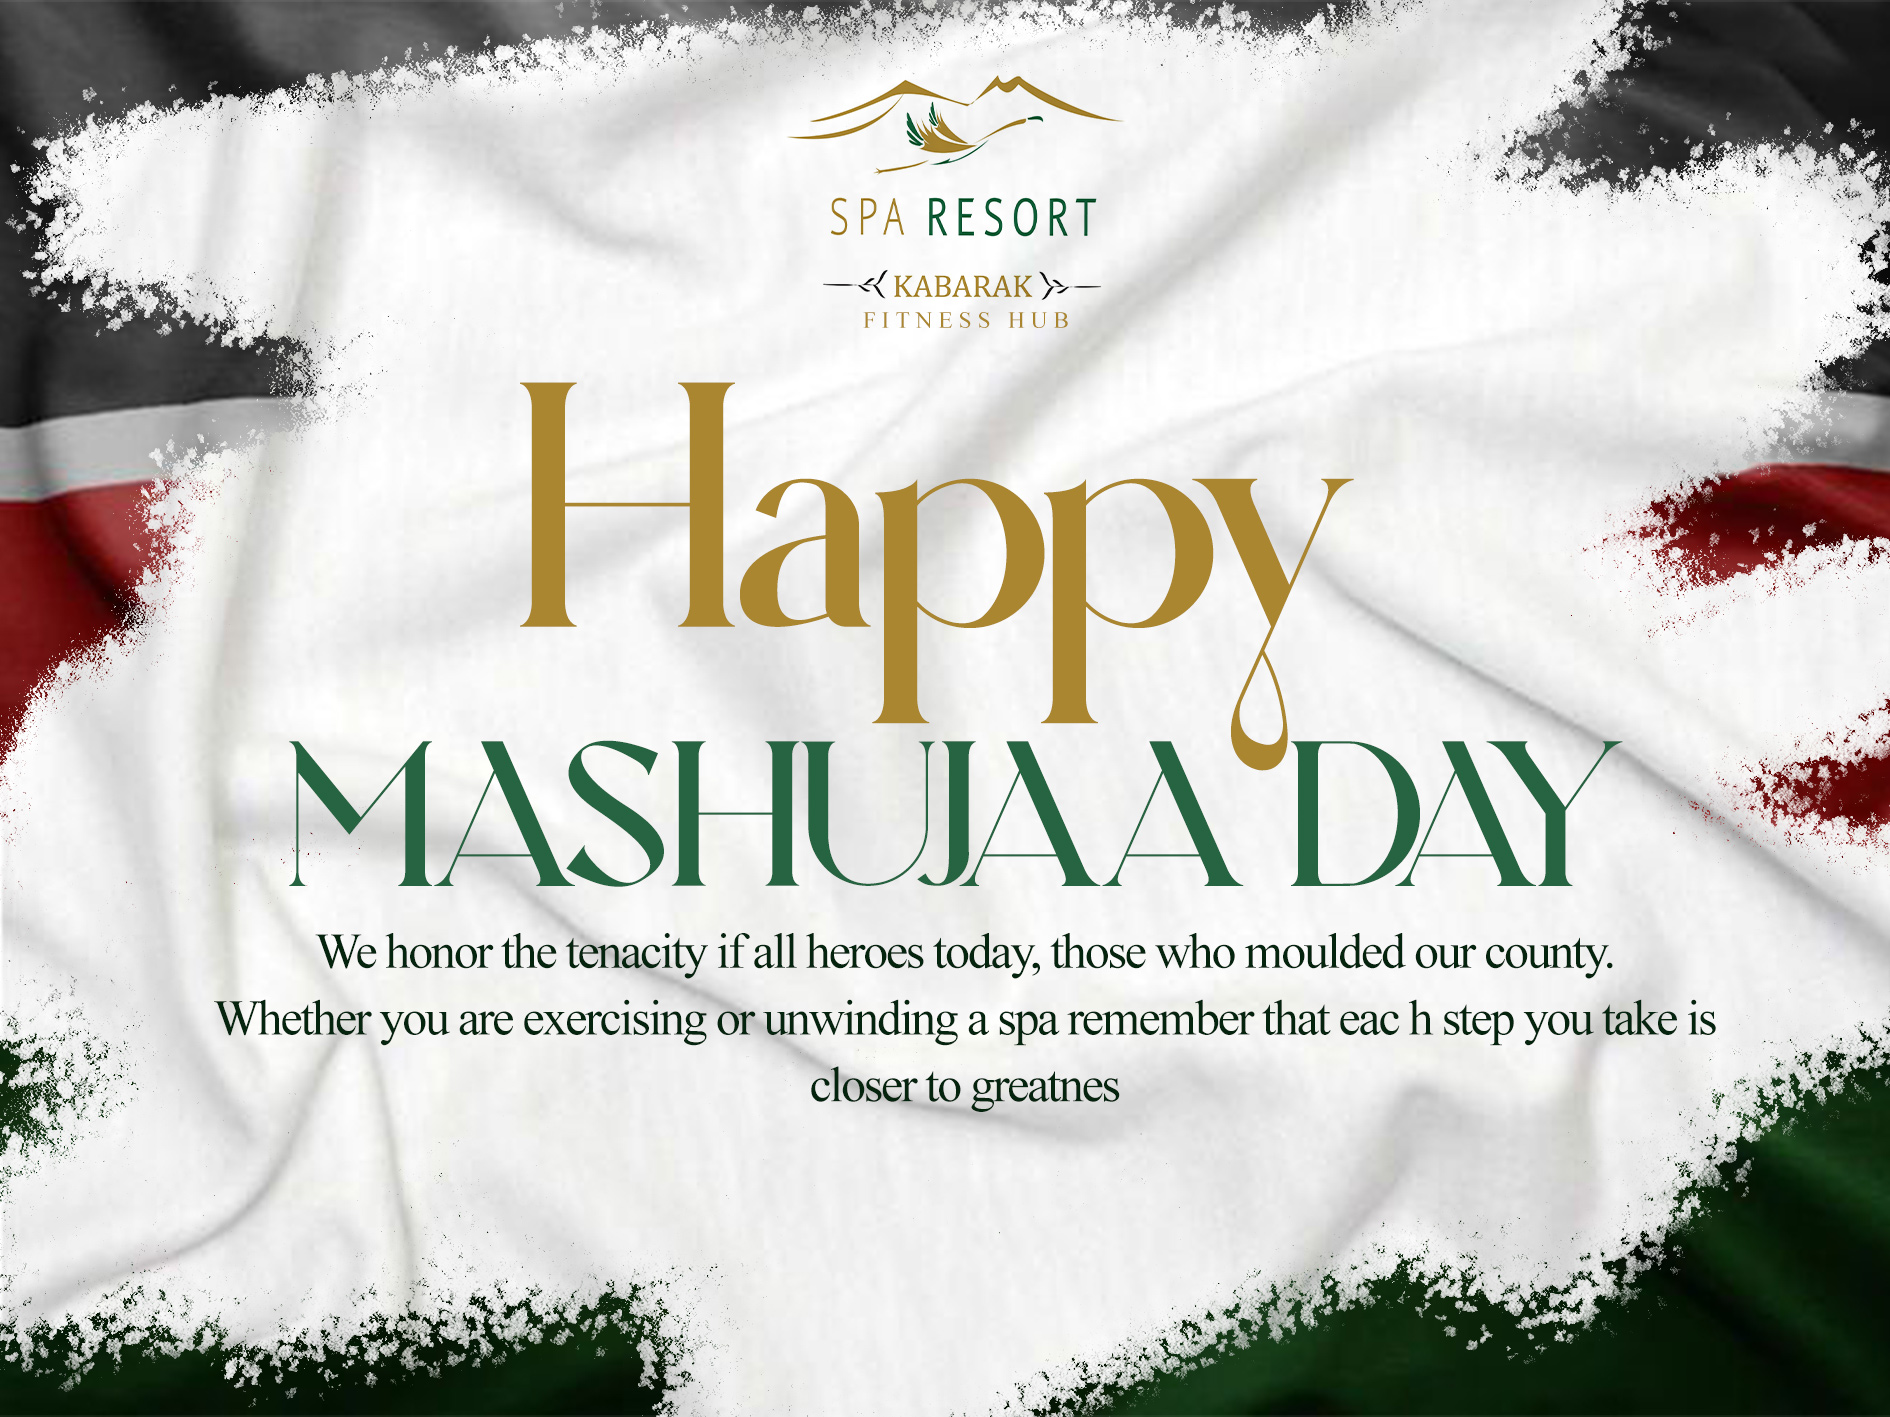 SPA RESORT
KABARAK
FITNESS HUB
Happy
MASHUJAA DAY
We honor the tenacity if all heroes today, those who moulded our county.
Whether you are exercising or unwinding a spa remember that eac h step you take is
closer to greatnes